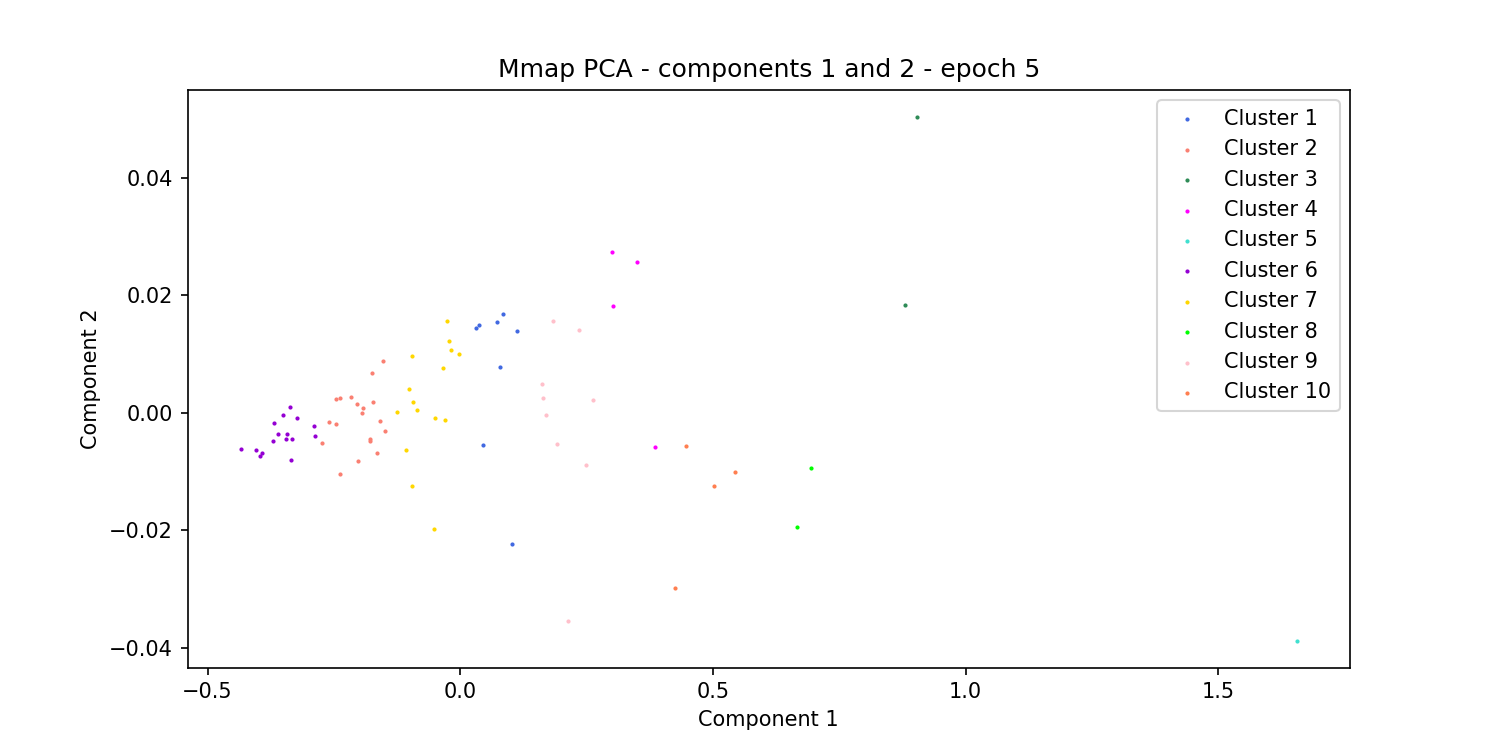 Mmap PCA - components 1 and 2 - epoch 5
Cluster 1
Cluster 2
Cluster 3
Cluster 4
Cluster 5
Cluster 6
Cluster 7
Cluster 8
Cluster 9
Cluster 10
Component 2
0.04
0.02
0.00
−0.02
−0.04
−0.5
0.0
0.5
1.0
1.5
Component 1